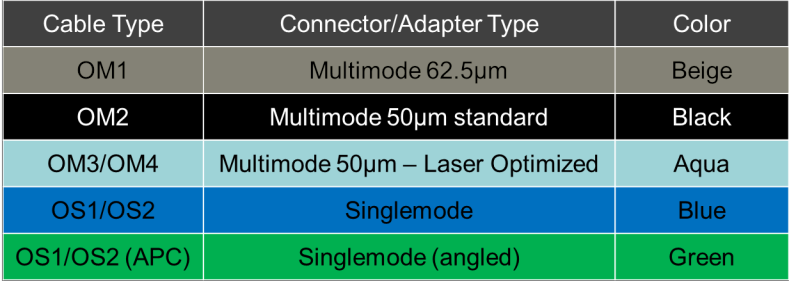 Cable Type Connector/Adapter Type Color
OM1 Multimode 62.5μm Beige
OM2 Multimode 50μm standard Black
OM3/OM4 Multimode 50μm – Laser Optimized Aqua
OS1/OS2 Singlemode Blue
OS1/OS2 (APC) Singlemode (angled) Green